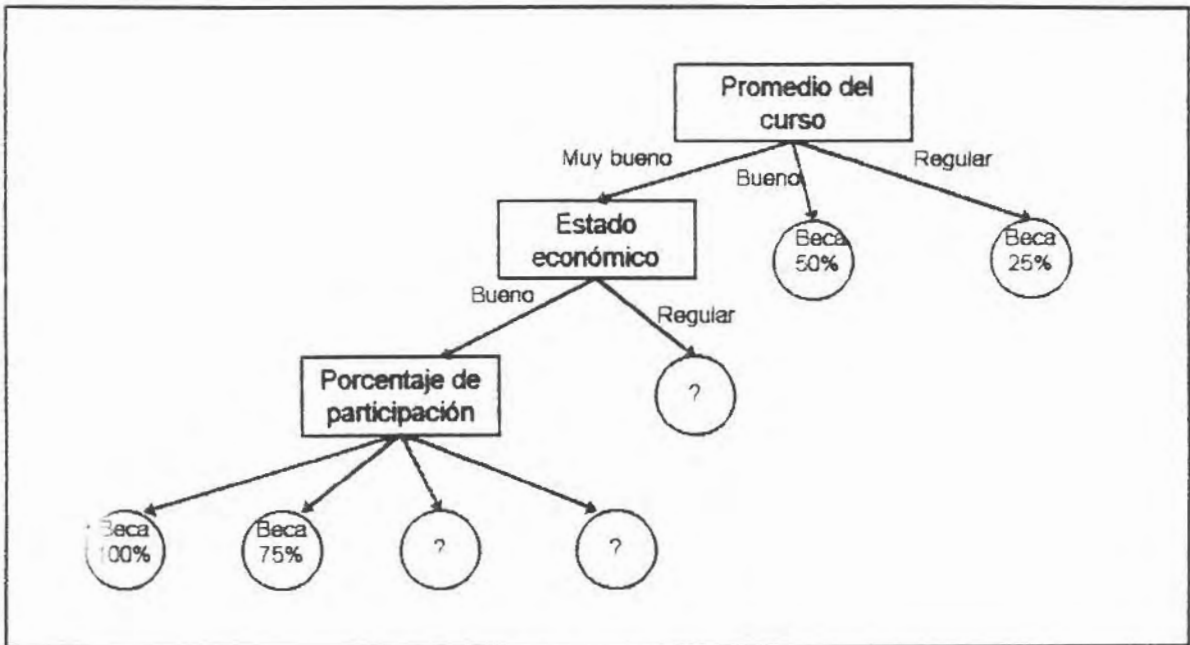 Promedio del
curso
Muy bueno
Bueno
Regular
Estado
económico
Beca
50%
Beca
25%
Bueno
Regular
Porcentaje de
participación
?
Beca
100%
Beca
75%
?
?